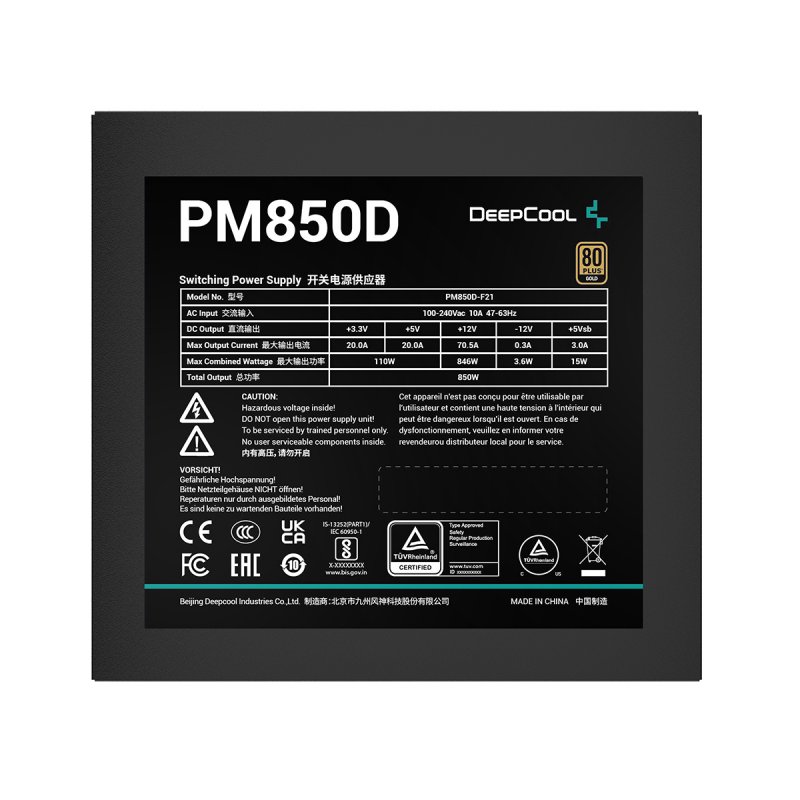 PM850D
DEEPCOOL
80
PLUS
GOLD
Switching Power Supply 开关电源供应器
Model No. 型号 PM850D-F21
AC Input 交流输入 100-240Vac 10A 47-63Hz
DC Output 直流输出 +3.3V +5V +12V -12V +5Vsb
Max Output Current 最大输出电流 20.0A 20.0A 70.5A 0.3A 3.0A
Max Combined Wattage 最大输出功率 110W 846W 3.6W 15W
Total Output 总功率 850W
CAUTION:
Hazardous voltage inside!
DO NOT open this power supply unit!
To be serviced by trained personnel only.
No user serviceable components inside.
内有高压, 请勿开启
Cet appareil n'est pas conçu pour être utilisable par
l'utilisateur et contient une haute tension à l'intérieur qui
peut être dangereux lorsqu'il est ouvert. En cas de
dysfonctionnement, veuillez en informer votre
revendeurou distributeur local pour le service.
VORSICHT!
Gefährliche Hochspannung!
Bitte Netzteilgehäuse NICHT öffnen!
Reperaturen nur durch ausgebildetes Personal!
Es sind keine zu wartenden Bauteile vorhanden!
CE CCC UK CA
IS-13252(PART1)/
IEC 60950-1
X-XXXXXXXX
www.bis.gov.in
TÜVRheinland
CERTIFIED
Type Approved
Safety
Regular Production
Surveillance
www.tuv.com
ID xxxxxxxxxx
TÜVRheinland
C US
FC EAC 10
Beijing Deepcool Industries Co.,Ltd. 制造商:北京市九州风神科技股份有限公司
MADE IN CHINA 中国制造